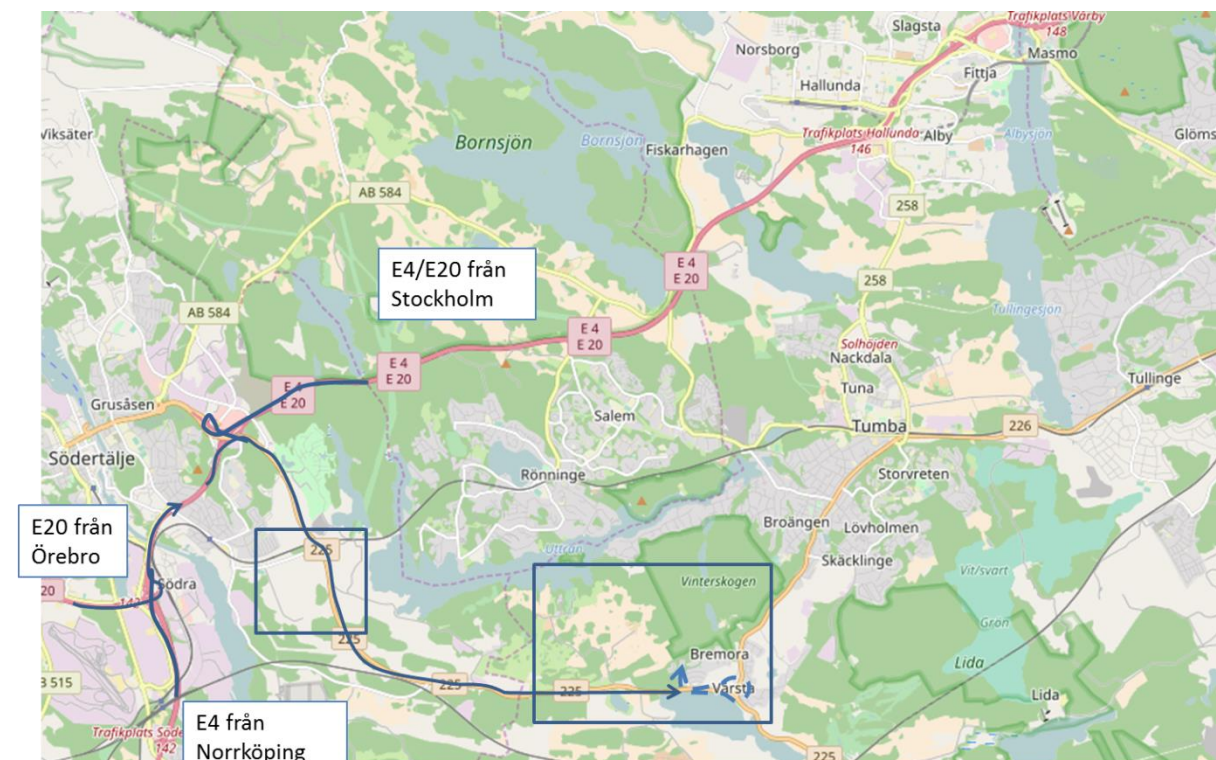 Trafikplats Vårby
148
Slagsta
Masmo
Norsborg
Fittja
Hallunda
Viksäter
Bornsjön
Bornsjön
Fiskarhagen
Trafikplats Hallunda
146
Alby
Albysjön
Glöms
AB 584
258
E4/E20 från
Stockholm
E 4
E 20
258
AB 584
E 4
E 20
Tullingesjön
Solhöjden
Nackdala
E 4
E 20
E 4
E 20
Tuna
Tullinge
Grusåsen
Salem
Tumba
226
Södertälje
Rönninge
Storvreten
E20 från
Örebro
Broängen
Lövholmen
225
Uttran
Skäcklinge
Vinterskogen
Vit/svart
20
Södra
Grön
225
Bremora
Lida
B 515
225
225
Vårsta
Lida
E4 från
Norrköping
Trafikplats Söde
142
225